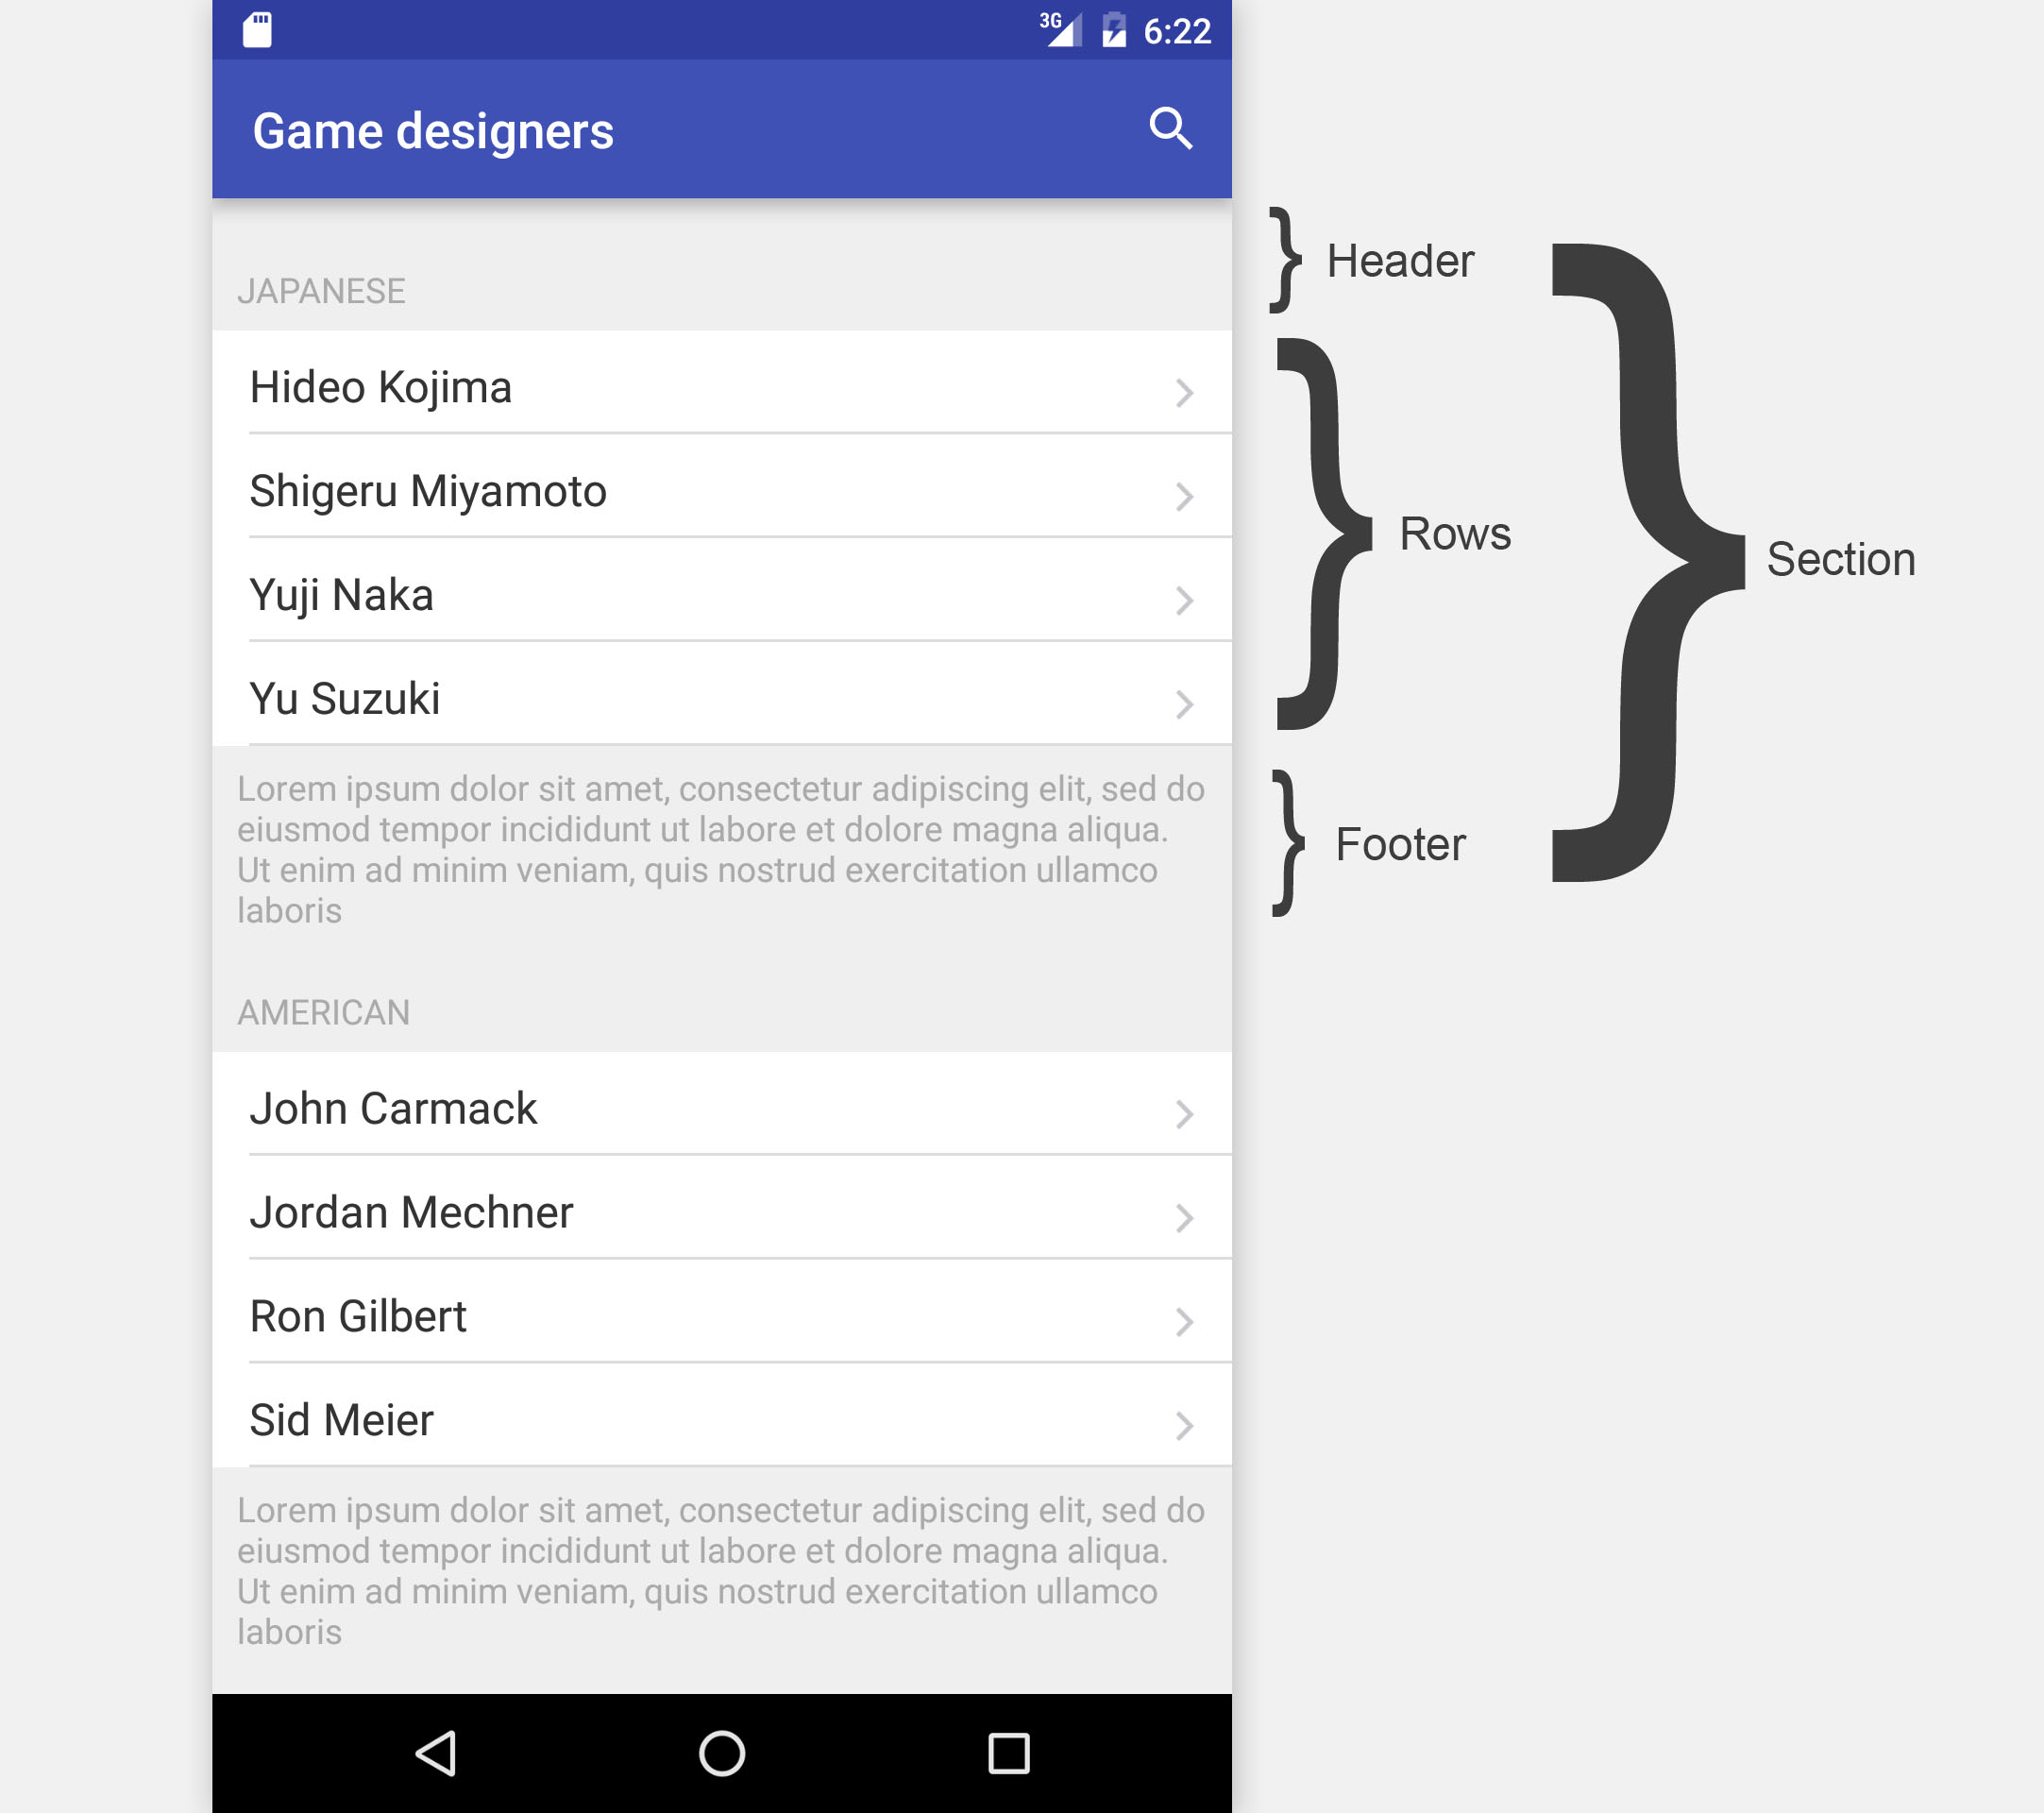 3G 6:22
Game designers
JAPANESE
Header
Hideo Kojima
Shigeru Miyamoto
Rows
Section
Yuji Naka
Yu Suzuki
Lorem ipsum dolor sit amet, consectetur adipiscing elit, sed do
eiusmod tempor incididunt ut labore et dolore magna aliqua.
Ut enim ad minim veniam, quis nostrud exercitation ullamco
laboris
Footer
AMERICAN
John Carmack
Jordan Mechner
Ron Gilbert
Sid Meier
Lorem ipsum dolor sit amet, consectetur adipiscing elit, sed do
eiusmod tempor incididunt ut labore et dolore magna aliqua.
Ut enim ad minim veniam, quis nostrud exercitation ullamco
laboris